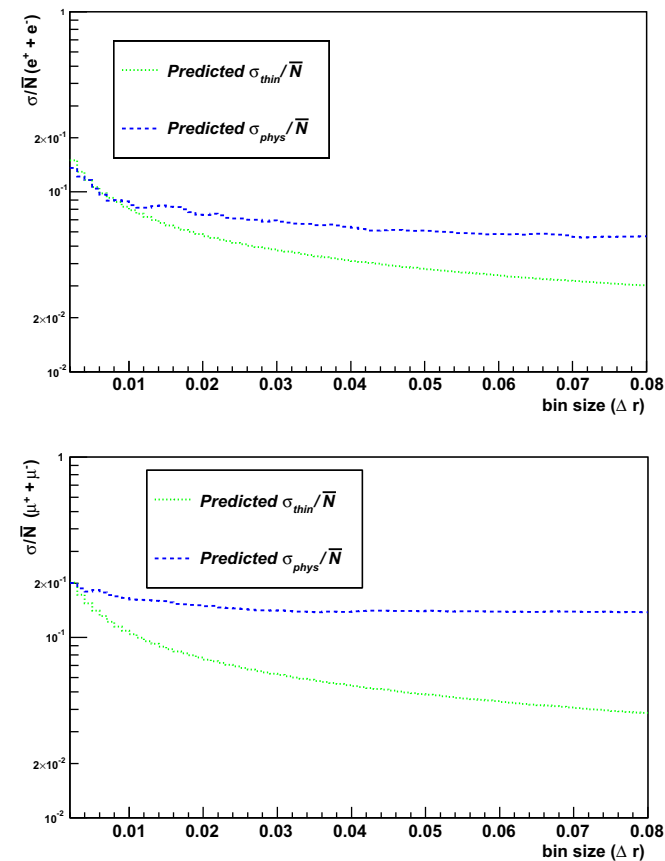 1
σ/N̅ (e⁺ + e⁻)
Predicted σ_thin/N̅
Predicted σ_phys/N̅
2×10⁻¹
10⁻¹
2×10⁻²
10⁻²
0.01 0.02 0.03 0.04 0.05 0.06 0.07 0.08
bin size (Δ r)
1
σ/N̅ (μ⁺ + μ⁻)
Predicted σ_thin/N̅
Predicted σ_phys/N̅
2×10⁻¹
10⁻¹
2×10⁻²
10⁻²
0.01 0.02 0.03 0.04 0.05 0.06 0.07 0.08
bin size (Δ r)